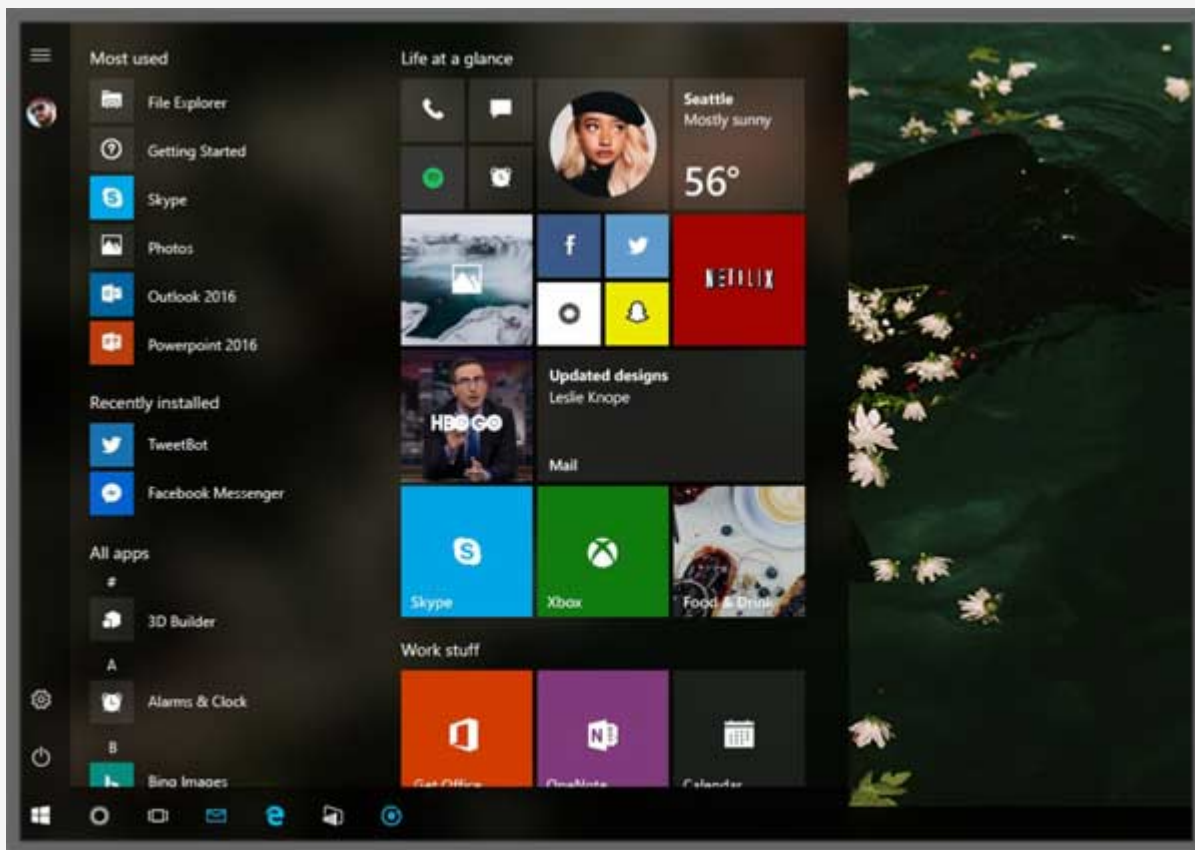 Most used
File Explorer
Getting Started
Skype
Photos
Outlook 2016
Powerpoint 2016
Recently installed
TweetBot
Facebook Messenger
All apps
#
3D Builder
A
Alarms & Clock
B
Bing Images
Life at a glance
Seattle
Mostly sunny
56°
NETFLIX
HBO GO
Updated designs
Leslie Knope
Mail
Skype
Xbox
Food & Drink
Work stuff
Get Office
OneNote
Calendar